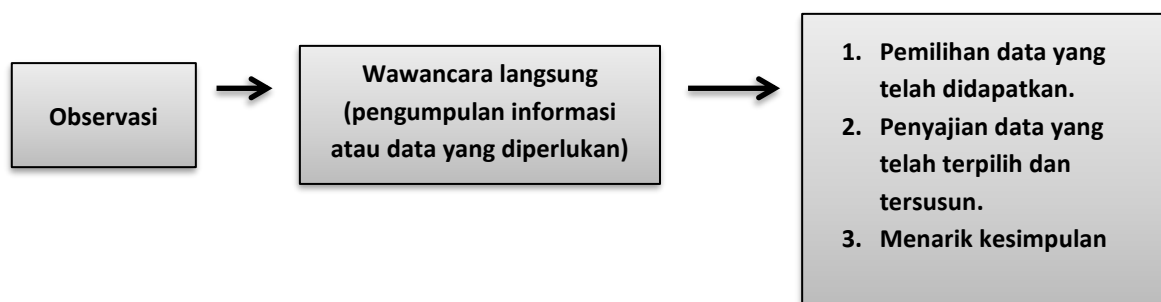 Observasi
Wawancara langsung
(pengumpulan informasi
atau data yang diperlukan)
1. Pemilihan data yang
telah didapatkan.
2. Penyajian data yang
telah terpilih dan
tersusun.
3. Menarik kesimpulan